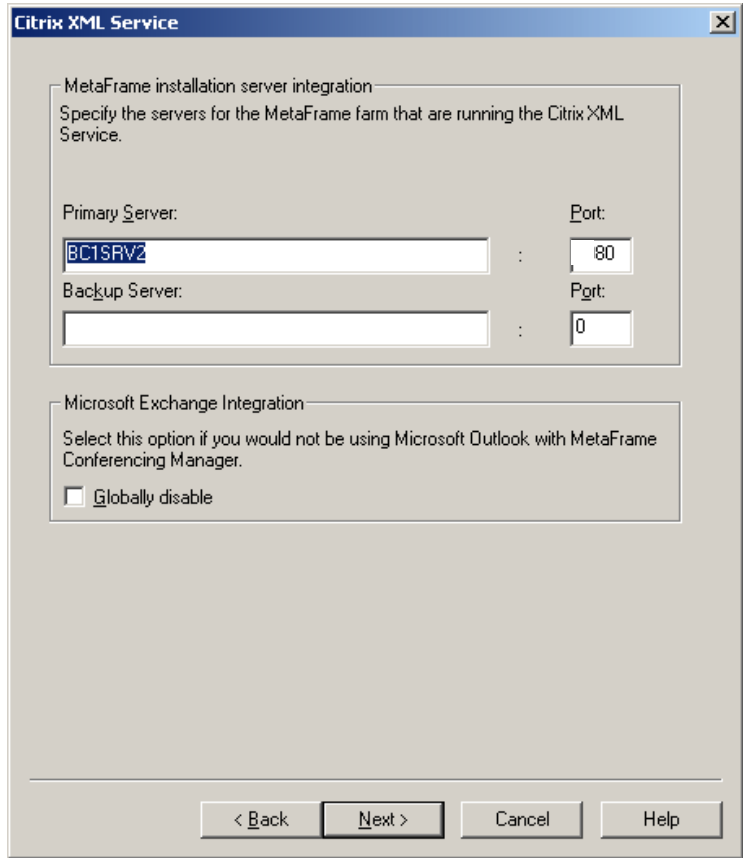 Citrix XML Service
MetaFrame installation server integration
Specify the servers for the MetaFrame farm that are running the Citrix XML
Service.
Primary Server: Port:
BC1SRV2 : 80
Backup Server: Port:
: 0
Microsoft Exchange Integration
Select this option if you would not be using Microsoft Outlook with MetaFrame
Conferencing Manager.
Globally disable
< Back Next > Cancel Help